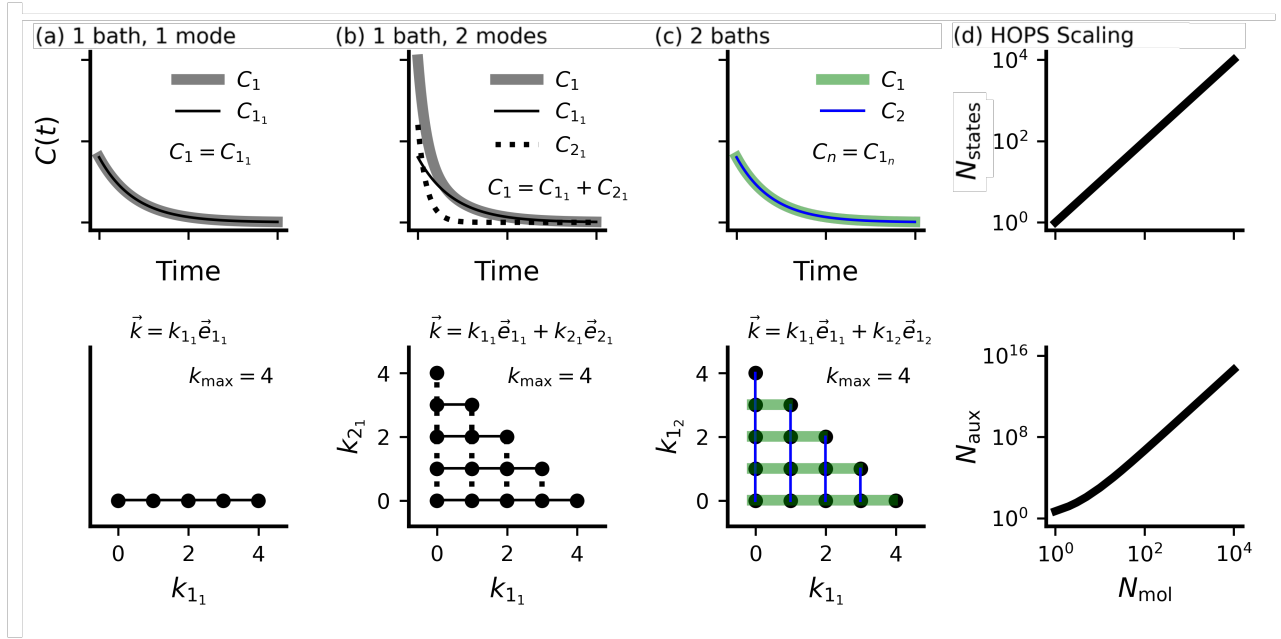 (a) 1 bath, 1 mode
C(t)
C₁
C₁₁
C₁ = C₁₁
Time
(b) 1 bath, 2 modes
C₁
C₁₁
C₂₁
C₁ = C₁₁ + C₂₁
Time
(c) 2 baths
C₁
C₂
Cₙ = C₁ₙ
Time
(d) HOPS Scaling
10⁴
10²
10⁰
N_states
k⃗ = k₁₁e⃗₁₁
k_max = 4
0 2 4
k₁₁
k⃗ = k₁₁e⃗₁₁ + k₂₁e⃗₂₁
k_max = 4
4
2
0
k₂₁
0 2 4
k₁₁
k⃗ = k₁₁e⃗₁₁ + k₁₂e⃗₁₂
k_max = 4
4
2
0
k₁₂
0 2 4
k₁₁
10¹⁶
10⁸
10⁰
N_aux
10⁰ 10² 10⁴
N_mol